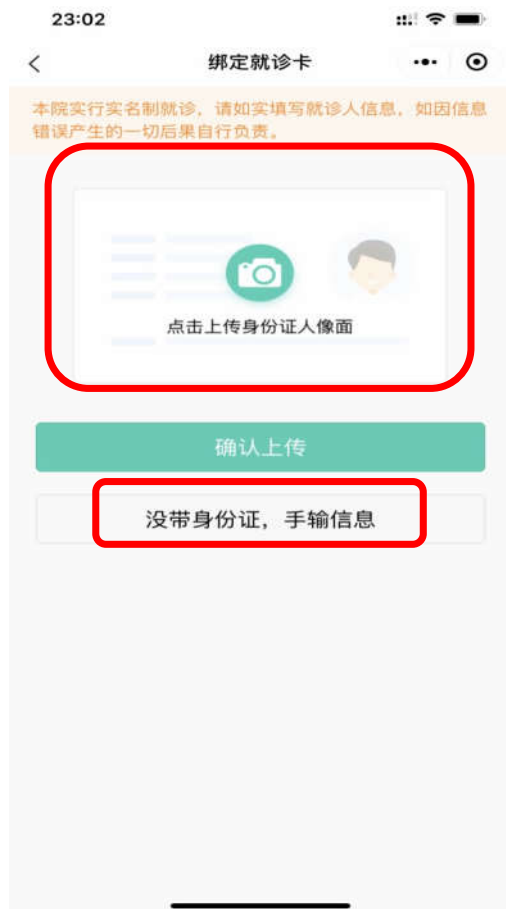 23:02
绑定就诊卡
本院实行实名制就诊，请如实填写就诊人信息，如因信息
错误产生的一切后果自行负责。
点击上传身份证人像面
确认上传
没带身份证，手输信息